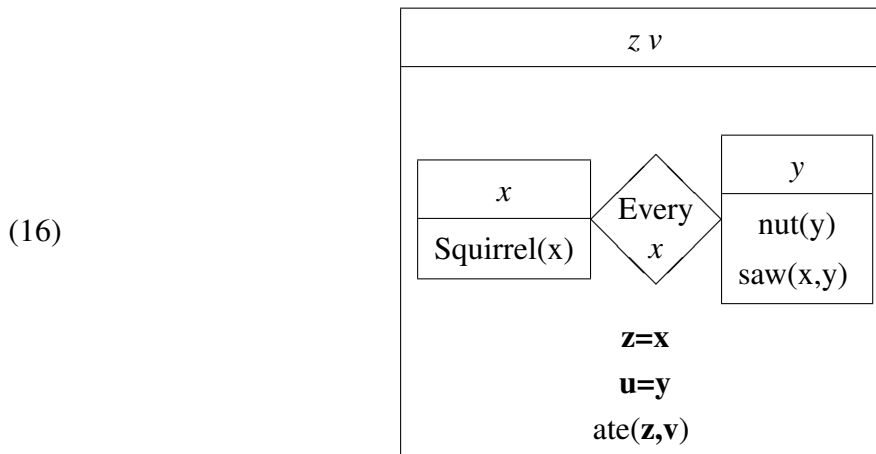 z v
x
y
Every
x
(16)
Squirrel(x)
nut(y)
saw(x,y)
z=x
u=y
ate(z,v)